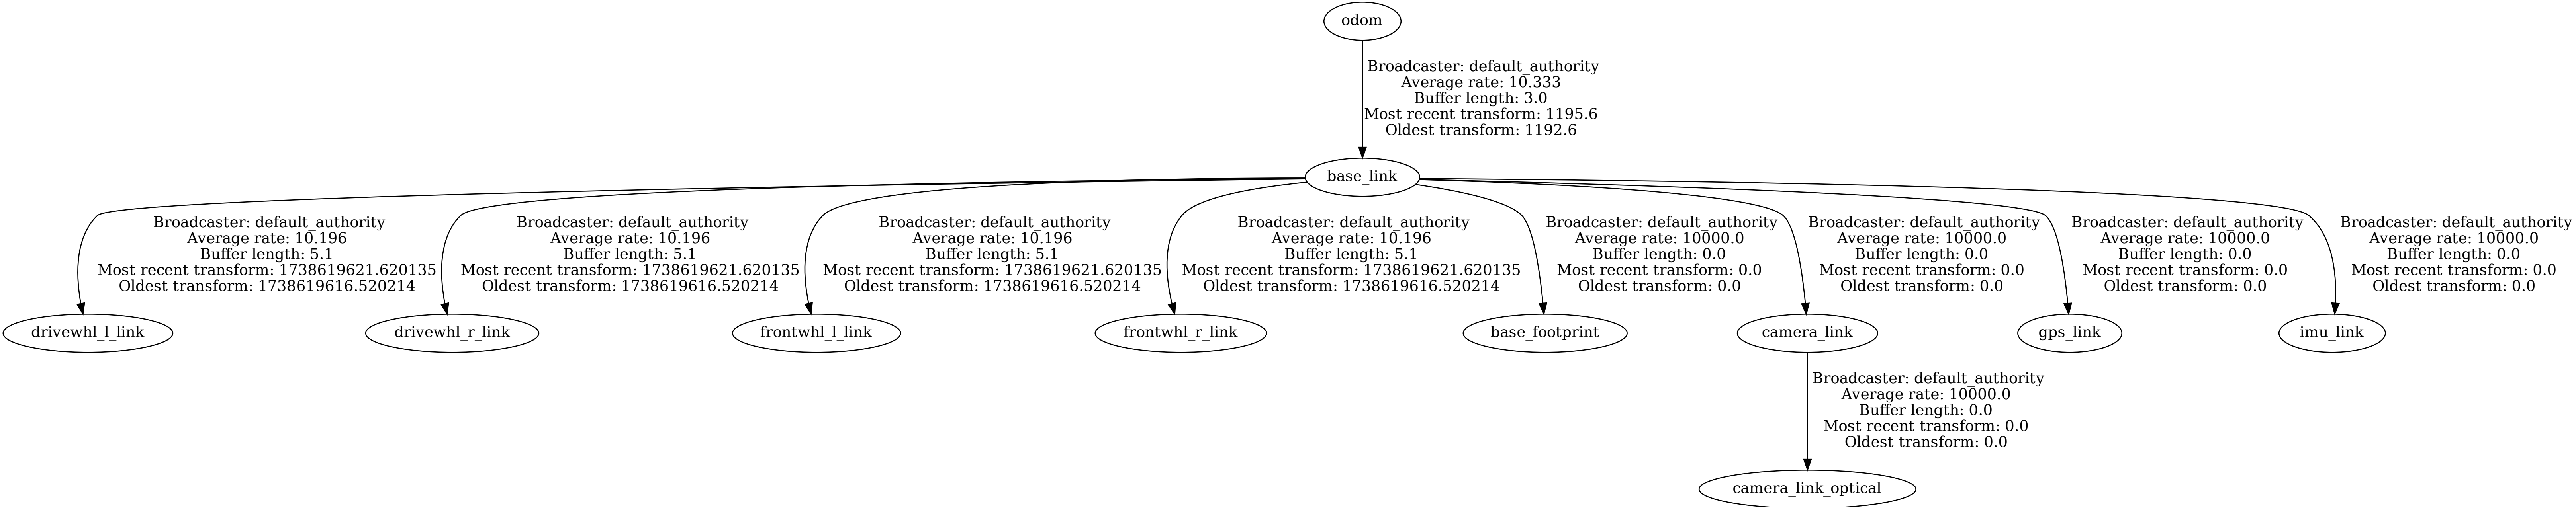 odom
Broadcaster: default_authority
Average rate: 10.333
Buffer length: 3.0
Most recent transform: 1195.6
Oldest transform: 1192.6
base_link
Broadcaster: default_authority
Average rate: 10.196
Buffer length: 5.1
Most recent transform: 1738619621.620135
Oldest transform: 1738619616.520214
Broadcaster: default_authority
Average rate: 10.196
Buffer length: 5.1
Most recent transform: 1738619621.620135
Oldest transform: 1738619616.520214
Broadcaster: default_authority
Average rate: 10.196
Buffer length: 5.1
Most recent transform: 1738619621.620135
Oldest transform: 1738619616.520214
Broadcaster: default_authority
Average rate: 10.196
Buffer length: 5.1
Most recent transform: 1738619621.620135
Oldest transform: 1738619616.520214
Broadcaster: default_authority
Average rate: 10000.0
Buffer length: 0.0
Most recent transform: 0.0
Oldest transform: 0.0
Broadcaster: default_authority
Average rate: 10000.0
Buffer length: 0.0
Most recent transform: 0.0
Oldest transform: 0.0
Broadcaster: default_authority
Average rate: 10000.0
Buffer length: 0.0
Most recent transform: 0.0
Oldest transform: 0.0
Broadcaster: default_authority
Average rate: 10000.0
Buffer length: 0.0
Most recent transform: 0.0
Oldest transform: 0.0
drivewhl_l_link
drivewhl_r_link
frontwhl_l_link
frontwhl_r_link
base_footprint
camera_link
gps_link
imu_link
Broadcaster: default_authority
Average rate: 10000.0
Buffer length: 0.0
Most recent transform: 0.0
Oldest transform: 0.0
camera_link_optical